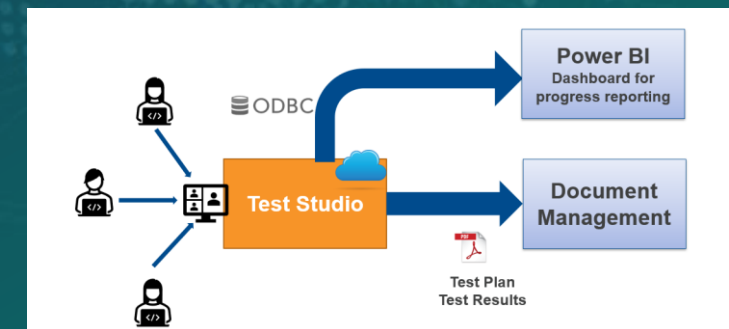 Power BI
Dashboard for
progress reporting
ODBC
</>
</>
</>
Test Studio
Document
Management
PDF
Test Plan
Test Results